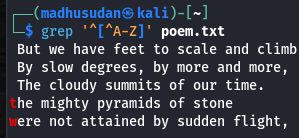 ┌──(madhusudan㉿kali)-[~]
└─$ grep '^[^A-Z]' poem.txt
 But we have feet to scale and climb
 By slow degrees, by more and more,
 The cloudy summits of our time.
the mighty pyramids of stone
were not attained by sudden flight,